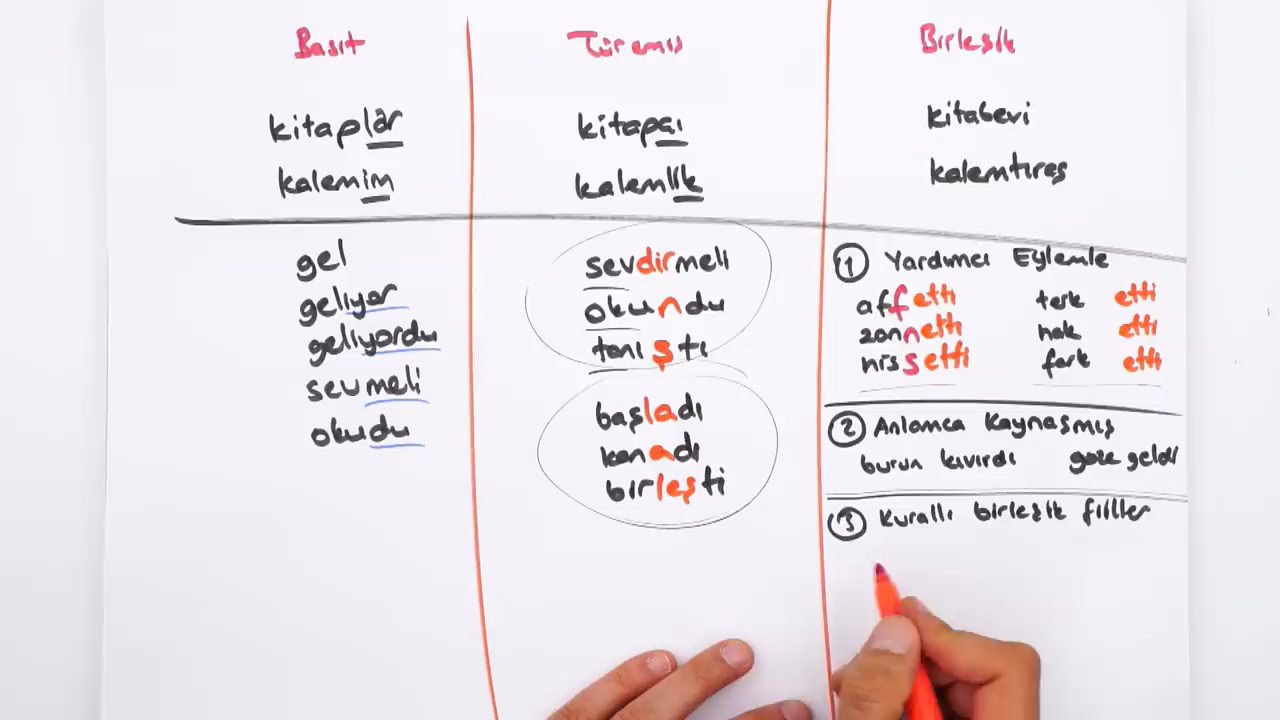 Basit
kitaplar
kalemim
gel
geliyor
geliyordu
sevmeli
okudu
Türemiş
kitapçı
kalemlik
sevdirmeli
okundu
tanıştı
başladı
kanadı
birleşti
Birleşik
kitabevi
kalemtıraş
1 Yardımcı Eylemle
affetti terk etti
zannetti nak etti
hissetti fark etti
2 Anlamca Kaynaşmış
burun kıvırdı göze geldi
3 Kurallı birleşik fiiller